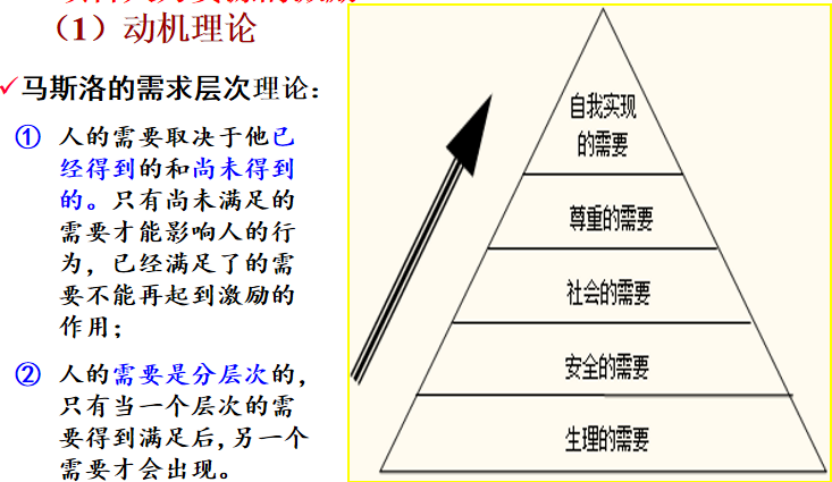 （1）动机理论
✓马斯洛的需求层次理论：
① 人的需要取决于他已
经得到的和尚未得到
的。只有尚未满足的
需要才能影响人的行
为，已经满足了的需
要不能再起到激励的
作用；
② 人的需要是分层次的，
只有当一个层次的需
要得到满足后，另一个
需要才会出现。
自我实现
的需要
尊重的需要
社会的需要
安全的需要
生理的需要